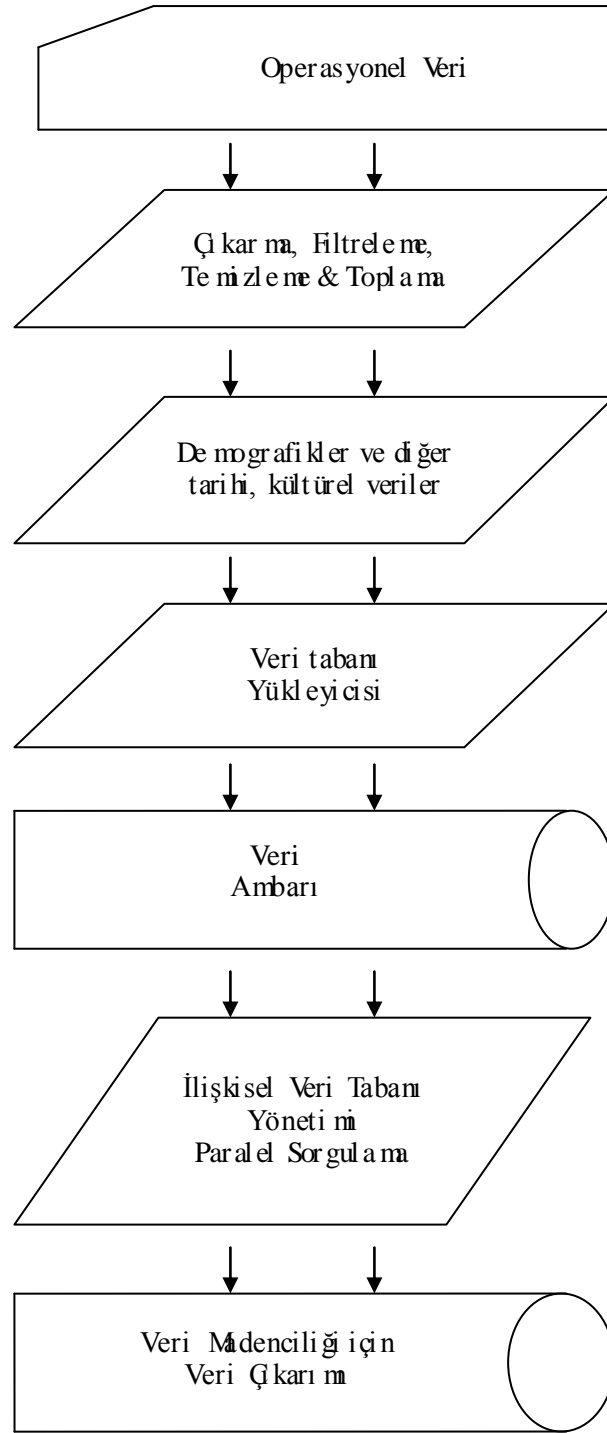 Operasyonel Veri
Çıkarma, Filtreleme,
Temizleme & Toplama
Demografikler ve diğer
tarihi, kültürel veriler
Veri tabanı
Yükleyicisi
Veri
Ambarı
İlişkisel Veri Tabanı
Yönetimi
Paralel Sorgulama
Veri Madenciliği için
Veri Çıkarımı